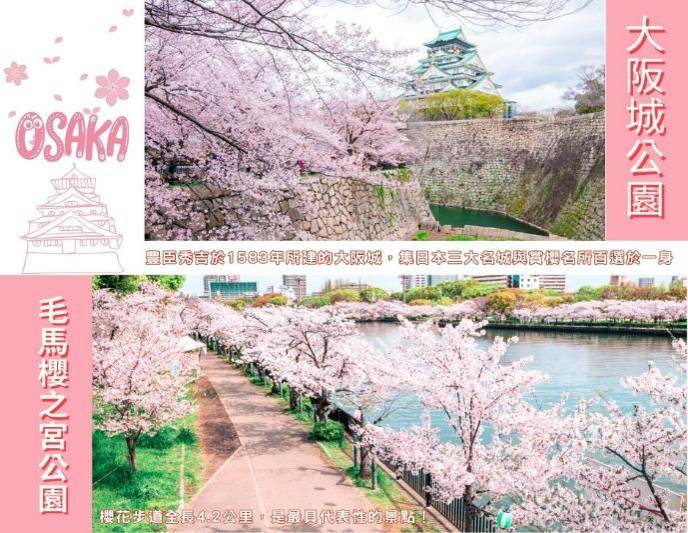 OSAKA
大阪城公園
豐臣秀吉於1583年所建的大阪城，集日本三大名城與賞櫻名所百選於一身
毛馬櫻之宮公園
櫻花步道全長4.2公里，是最具代表性的景點！